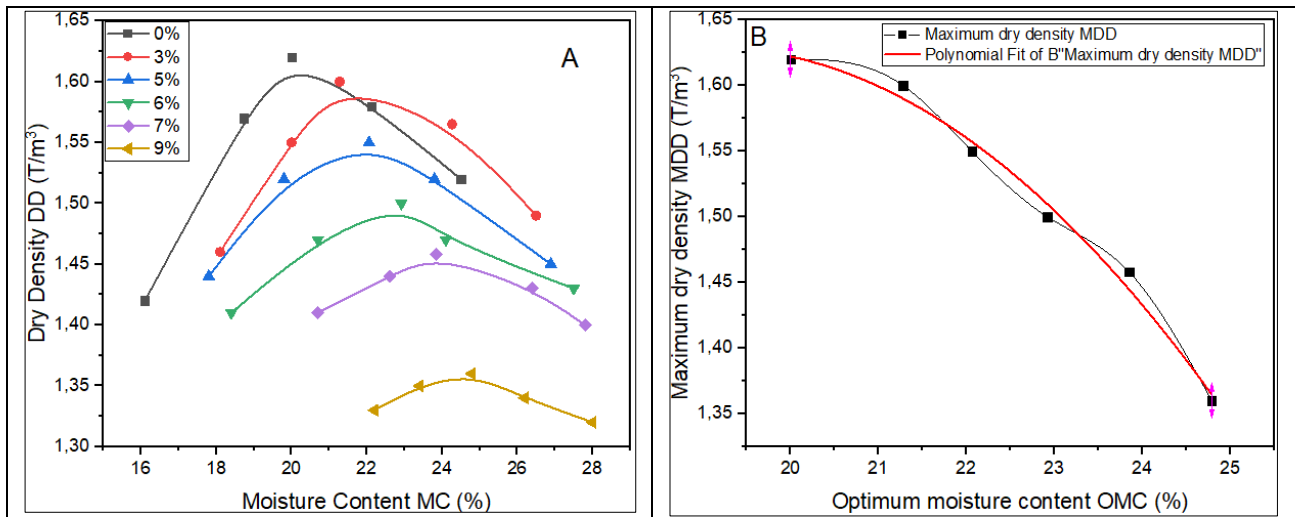 A
0%
3%
5%
6%
7%
9%
Dry Density DD (T/m³)
1,65
1,60
1,55
1,50
1,45
1,40
1,35
1,30
16 18 20 22 24 26 28
Moisture Content MC (%)
B
Maximum dry density MDD
Polynomial Fit of B"Maximum dry density MDD"
Maximum dry density MDD (T/m³)
1,65
1,60
1,55
1,50
1,45
1,40
1,35
20 21 22 23 24 25
Optimum moisture content OMC (%)